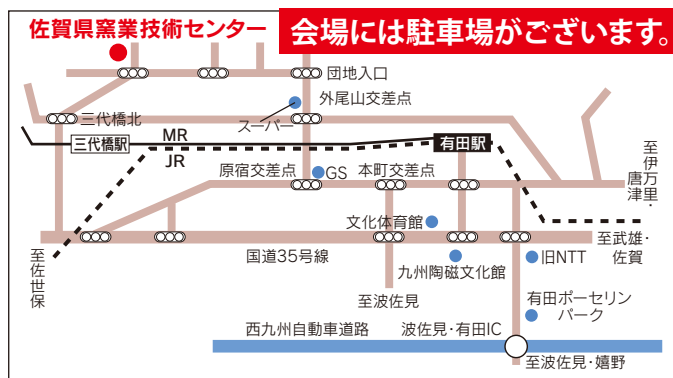 佐賀県窯業技術センター
会場には駐車場がございます。
団地入口
外尾山交差点
三代橋北
スーパー
三代橋駅
MR
JR
有田駅
至伊万里・
唐津
原宿交差点
GS
本町交差点
文化体育館
至武雄・
佐賀
至佐世保
国道35号線
九州陶磁文化館
旧NTT
至波佐見
有田ポーセリン
パーク
西九州自動車道路
波佐見・有田IC
至波佐見・嬉野